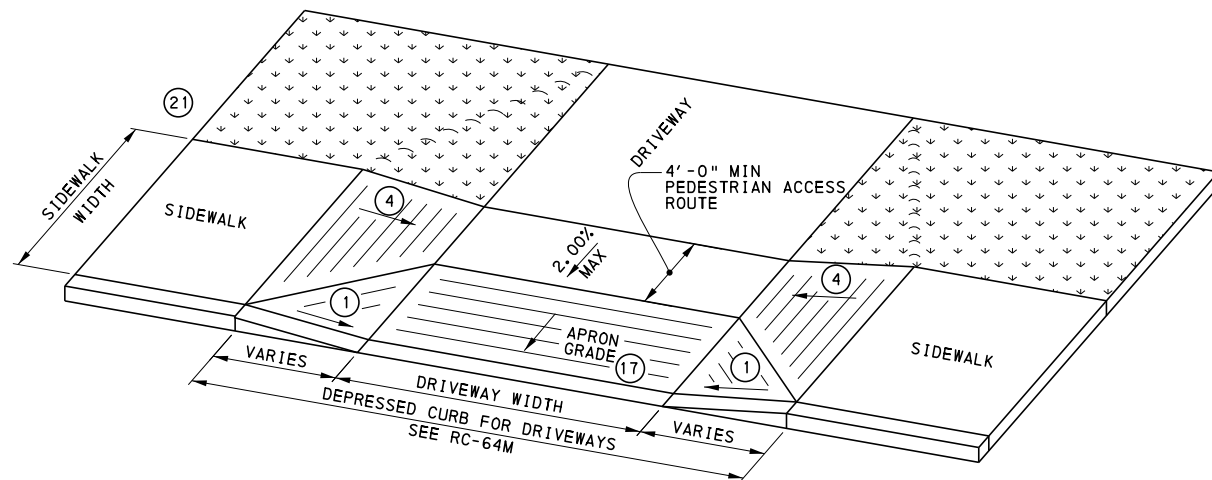 21
SIDEWALK
WIDTH
SIDEWALK
4
1
DRIVEWAY
4'-0" MIN
PEDESTRIAN ACCESS
ROUTE
2.00%
MAX
4
APRON
GRADE
17
1
SIDEWALK
VARIES
DRIVEWAY WIDTH
VARIES
DEPRESSED CURB FOR DRIVEWAYS
SEE RC-64M